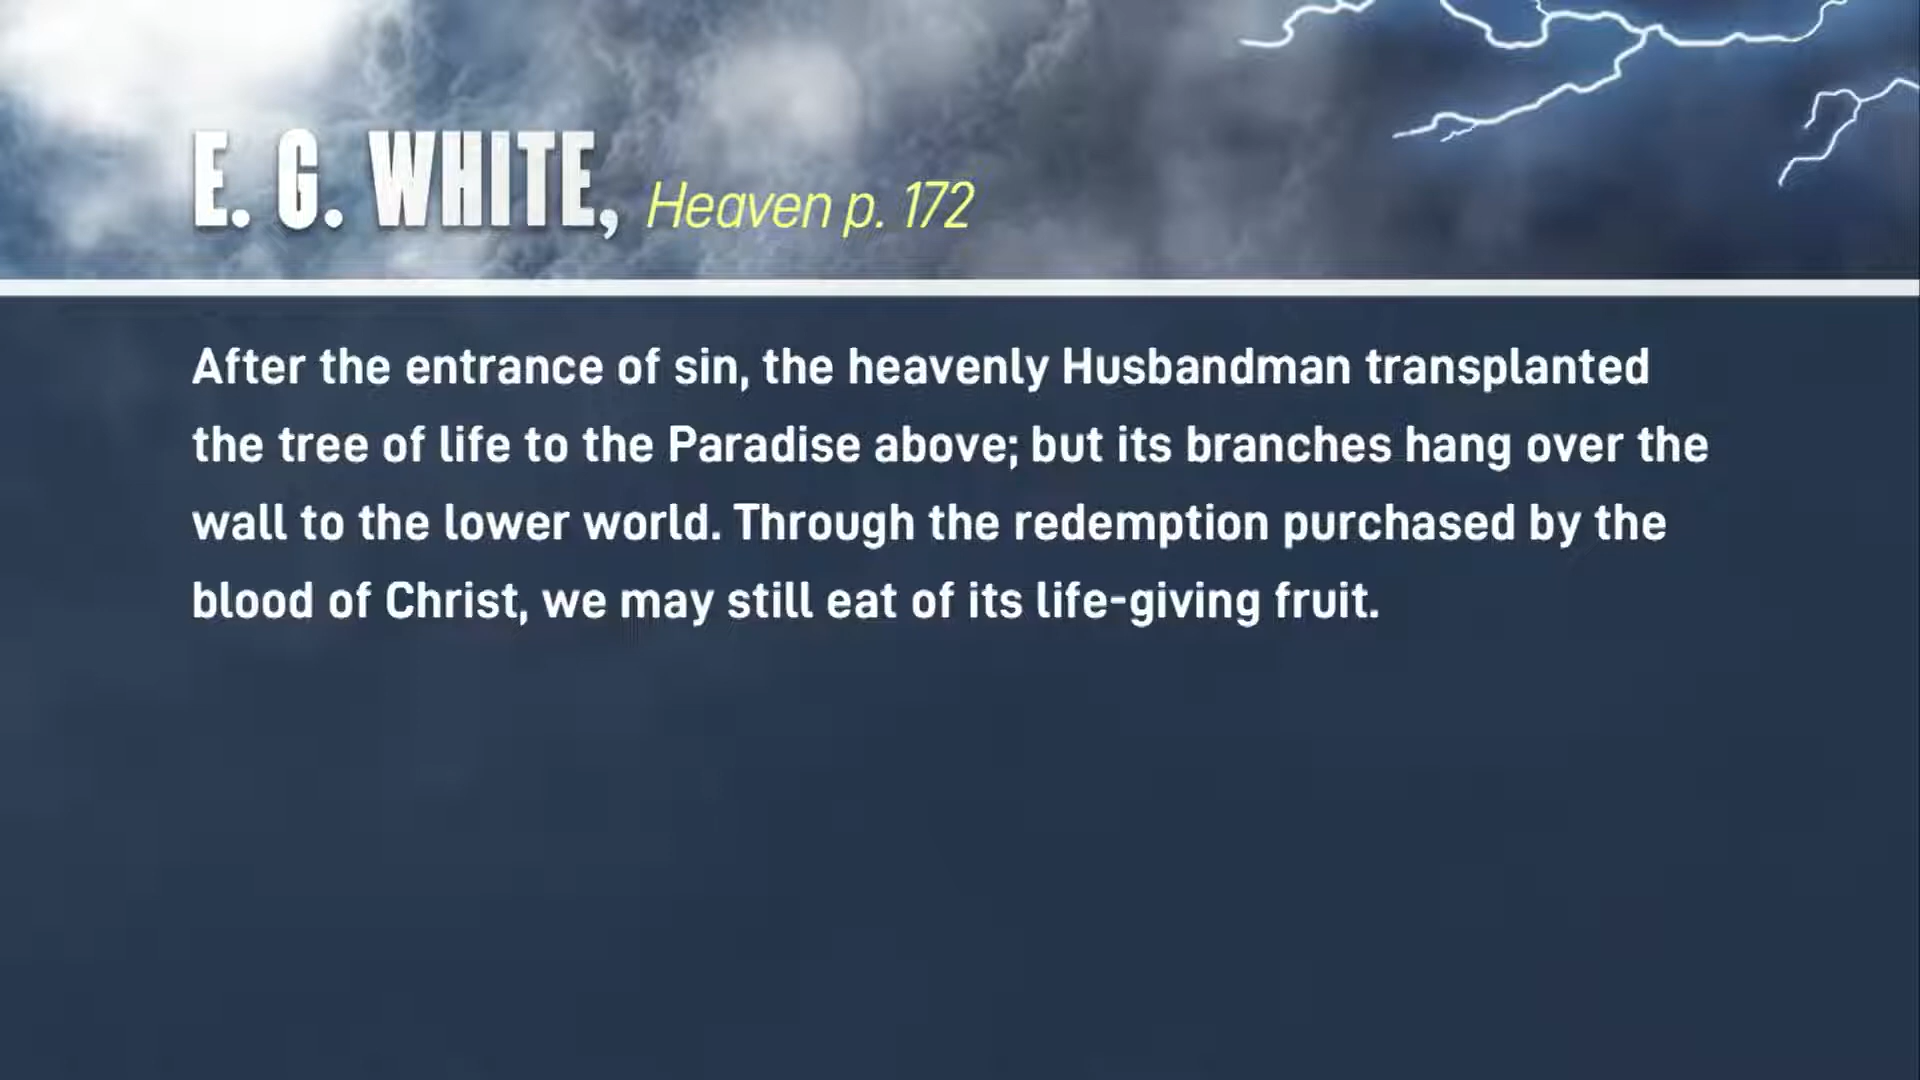 E. G. WHITE, Heaven p. 172
After the entrance of sin, the heavenly Husbandman transplanted
the tree of life to the Paradise above; but its branches hang over the
wall to the lower world. Through the redemption purchased by the
blood of Christ, we may still eat of its life-giving fruit.